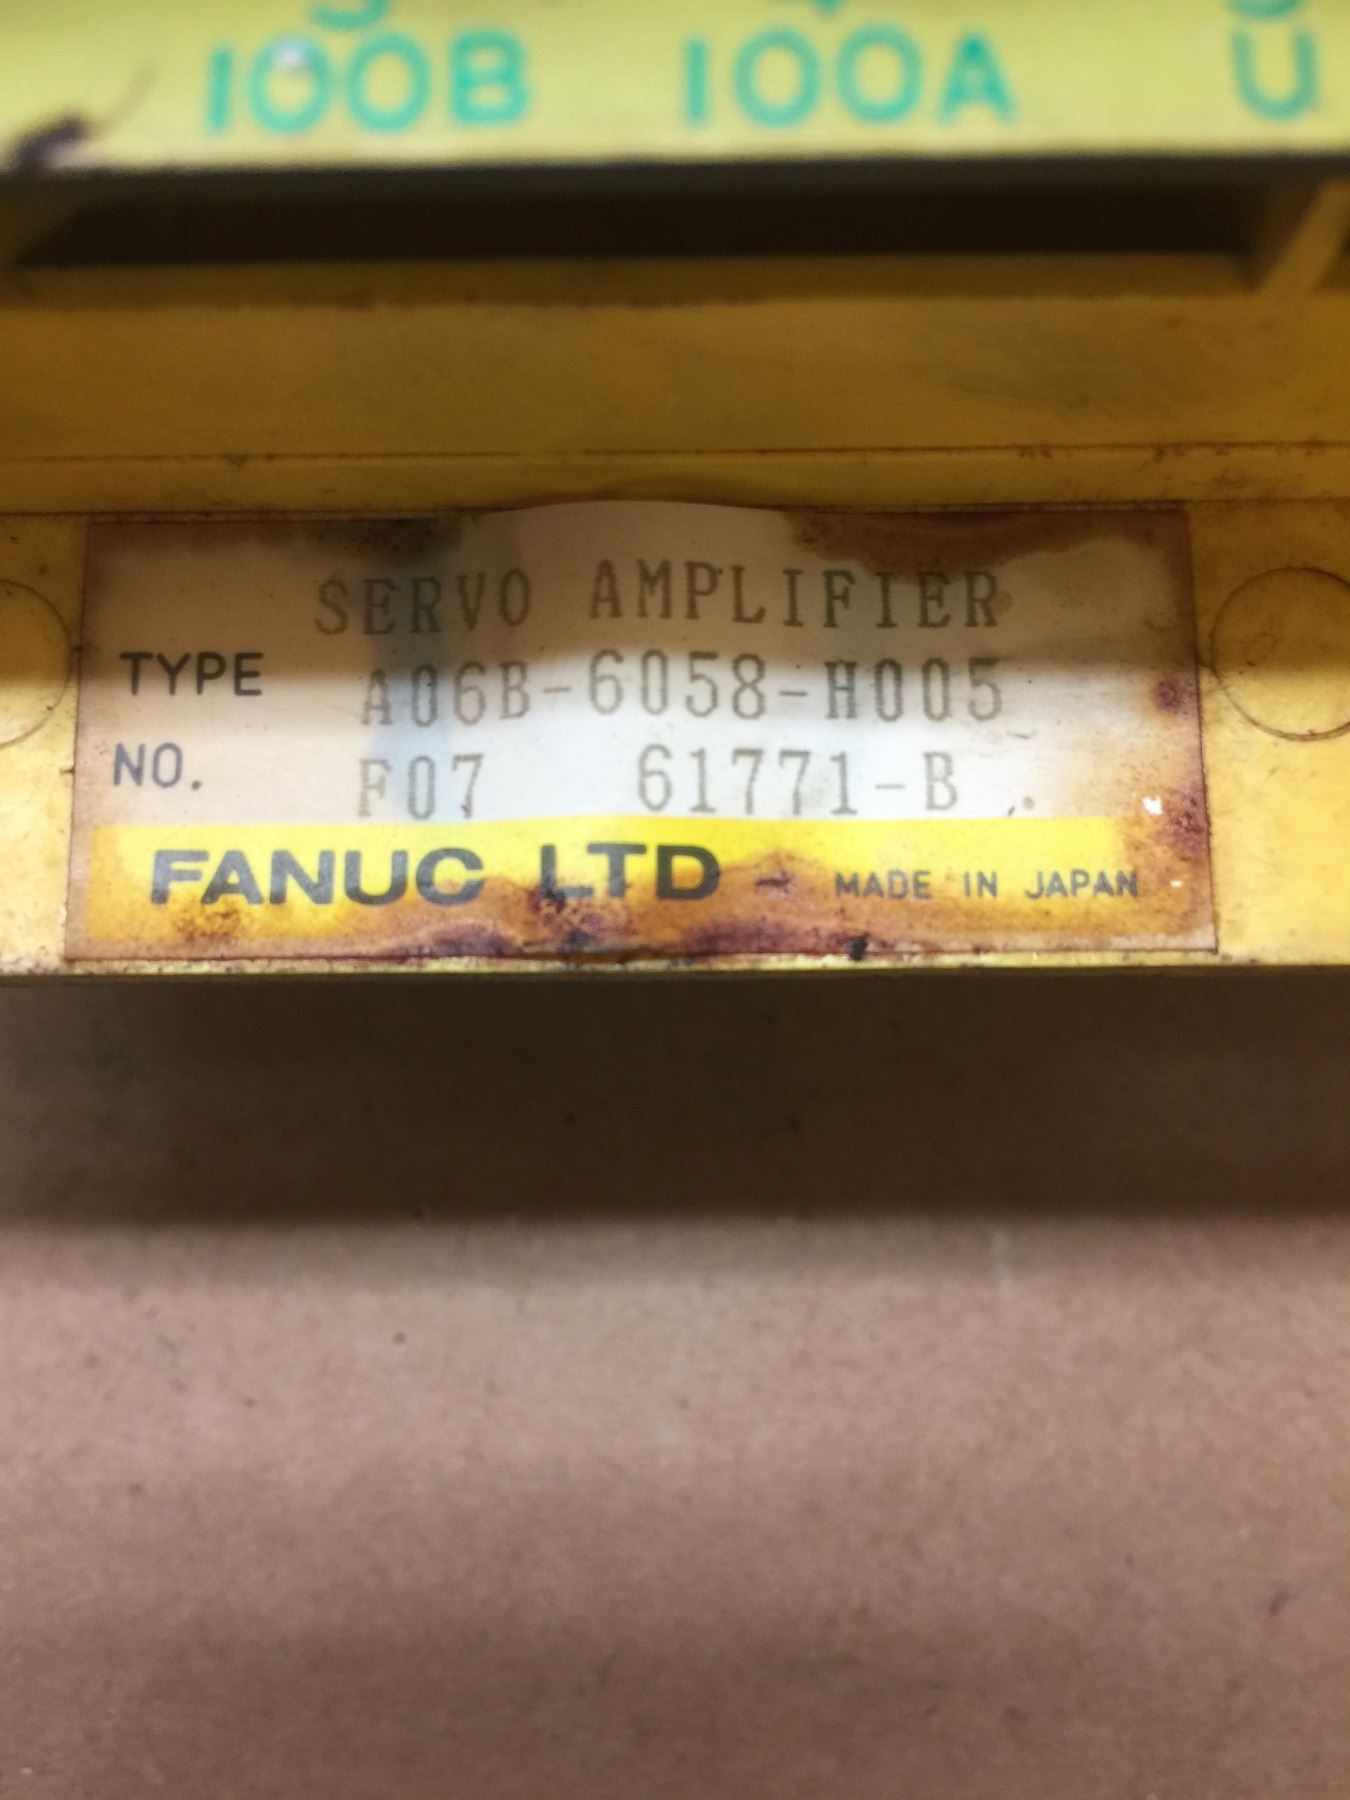 100B 100A U
SERVO AMPLIFIER
TYPE A06B-6058-H005
NO. F07 61771-B
FANUC LTD MADE IN JAPAN